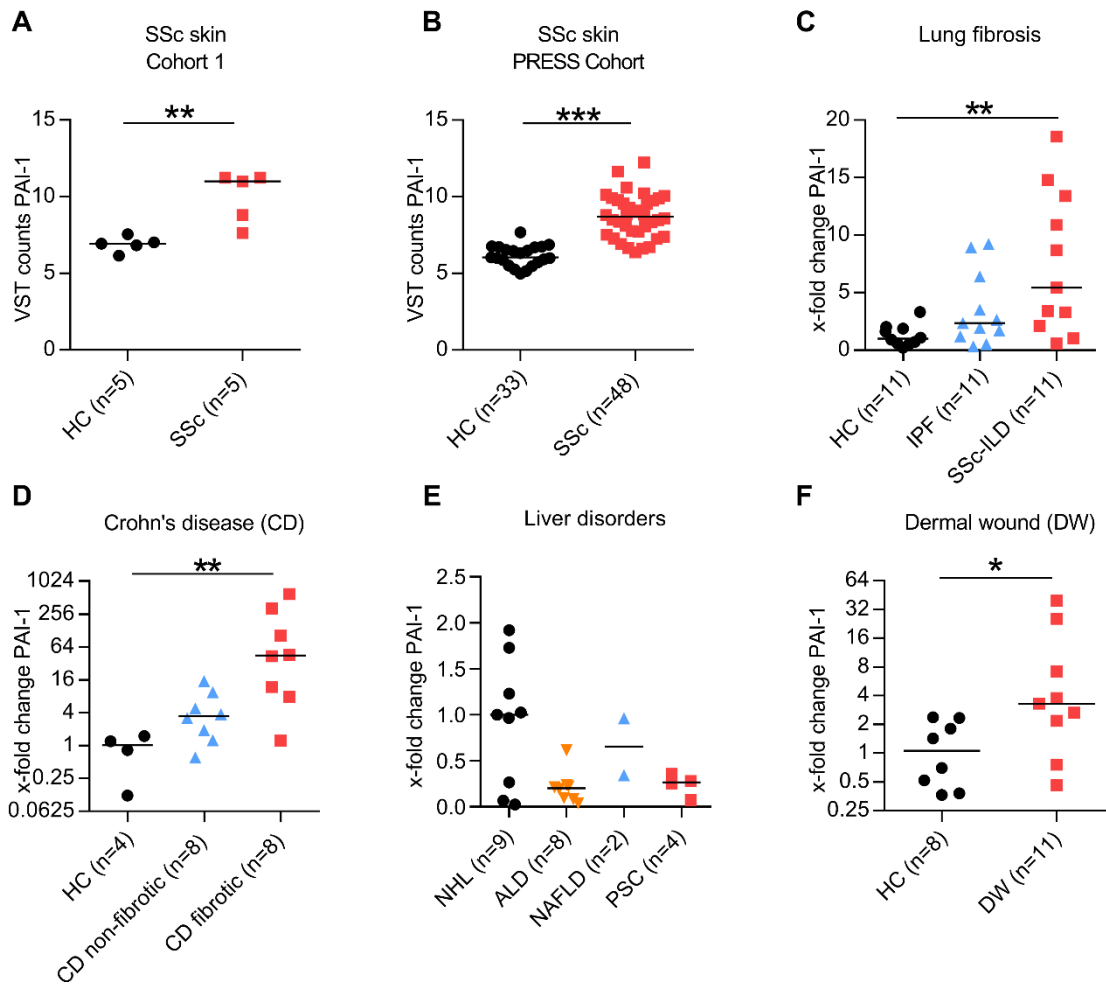 A
SSc skin
Cohort 1
VST counts PAI-1
15
10
5
0
**
HC (n=5)
SSc (n=5)
B
SSc skin
PRESS Cohort
VST counts PAI-1
15
10
5
0
***
HC (n=33)
SSc (n=48)
C
Lung fibrosis
x-fold change PAI-1
20
15
10
5
0
**
HC (n=11)
IPF (n=11)
SSc-ILD (n=11)
D
Crohn's disease (CD)
x-fold change PAI-1
1024
256
64
16
4
1
0.25
0.0625
**
HC (n=4)
CD non-fibrotic (n=8)
CD fibrotic (n=8)
E
Liver disorders
x-fold change PAI-1
2.5
2.0
1.5
1.0
0.5
0.0
NHL (n=9)
ALD (n=8)
NAFLD (n=2)
PSC (n=4)
F
Dermal wound (DW)
x-fold change PAI-1
64
32
16
8
4
2
1
0.5
0.25
*
HC (n=8)
DW (n=11)